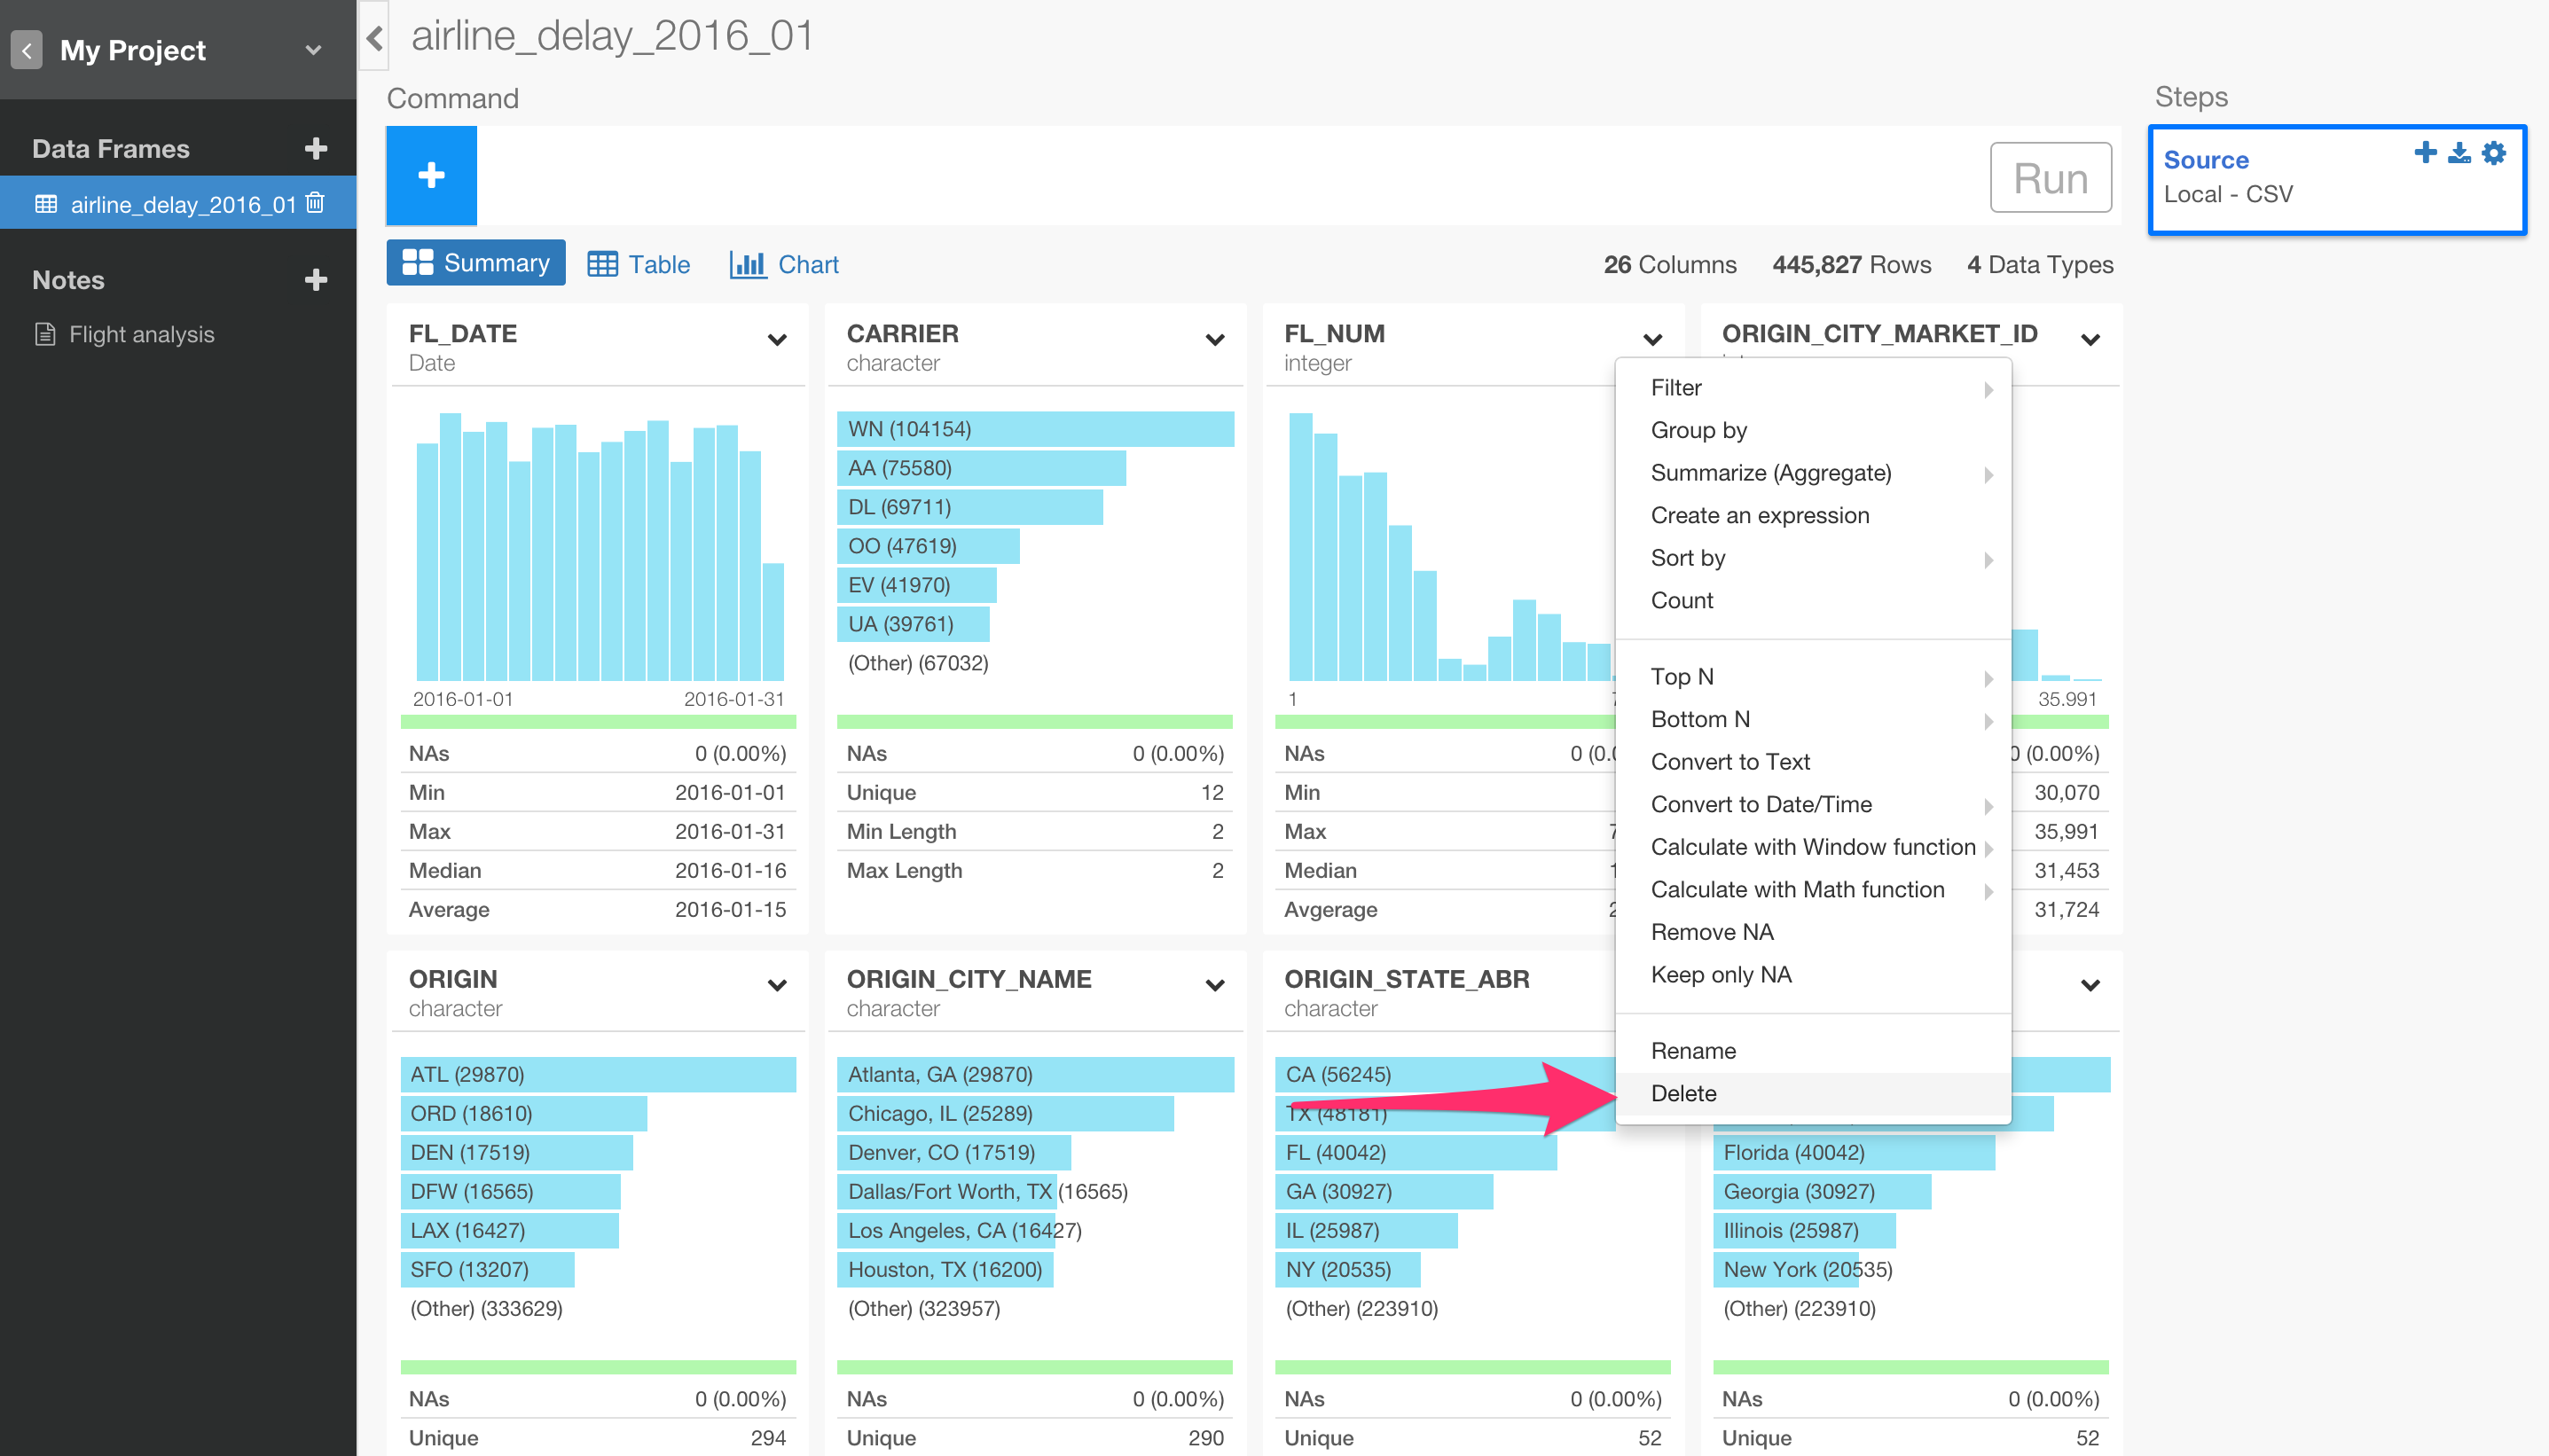 My Project
airline_delay_2016_01
Command
Steps
Data Frames
Run
Source
Local - CSV
airline_delay_2016_01
Summary
Table
Chart
26 Columns 445,827 Rows 4 Data Types
Notes
Flight analysis
FL_DATE
Date
2016-01-01 2016-01-31
NAs 0 (0.00%)
Min 2016-01-01
Max 2016-01-31
Median 2016-01-16
Average 2016-01-15
CARRIER
character
WN (104154)
AA (75580)
DL (69711)
OO (47619)
EV (41970)
UA (39761)
(Other) (67032)
NAs 0 (0.00%)
Unique 12
Min Length 2
Max Length 2
FL_NUM
integer
1
NAs
Min
Max
Median
Avgerage
ORIGIN_CITY_MARKET_ID
35.991
(0.00%)
30,070
35,991
31,453
31,724
Filter
Group by
Summarize (Aggregate)
Create an expression
Sort by
Count
Top N
Bottom N
Convert to Text
Convert to Date/Time
Calculate with Window function
Calculate with Math function
Remove NA
Keep only NA
Rename
Delete
ORIGIN
character
ATL (29870)
ORD (18610)
DEN (17519)
DFW (16565)
LAX (16427)
SFO (13207)
(Other) (333629)
NAs 0 (0.00%)
Unique 294
ORIGIN_CITY_NAME
character
Atlanta, GA (29870)
Chicago, IL (25289)
Denver, CO (17519)
Dallas/Fort Worth, TX (16565)
Los Angeles, CA (16427)
Houston, TX (16200)
(Other) (323957)
NAs 0 (0.00%)
Unique 290
ORIGIN_STATE_ABR
character
CA (56245)
TX (48181)
FL (40042)
GA (30927)
IL (25987)
NY (20535)
(Other) (223910)
NAs 0 (0.00%)
Unique 52
Florida (40042)
Georgia (30927)
Illinois (25987)
New York (20535)
(Other) (223910)
NAs 0 (0.00%)
Unique 52